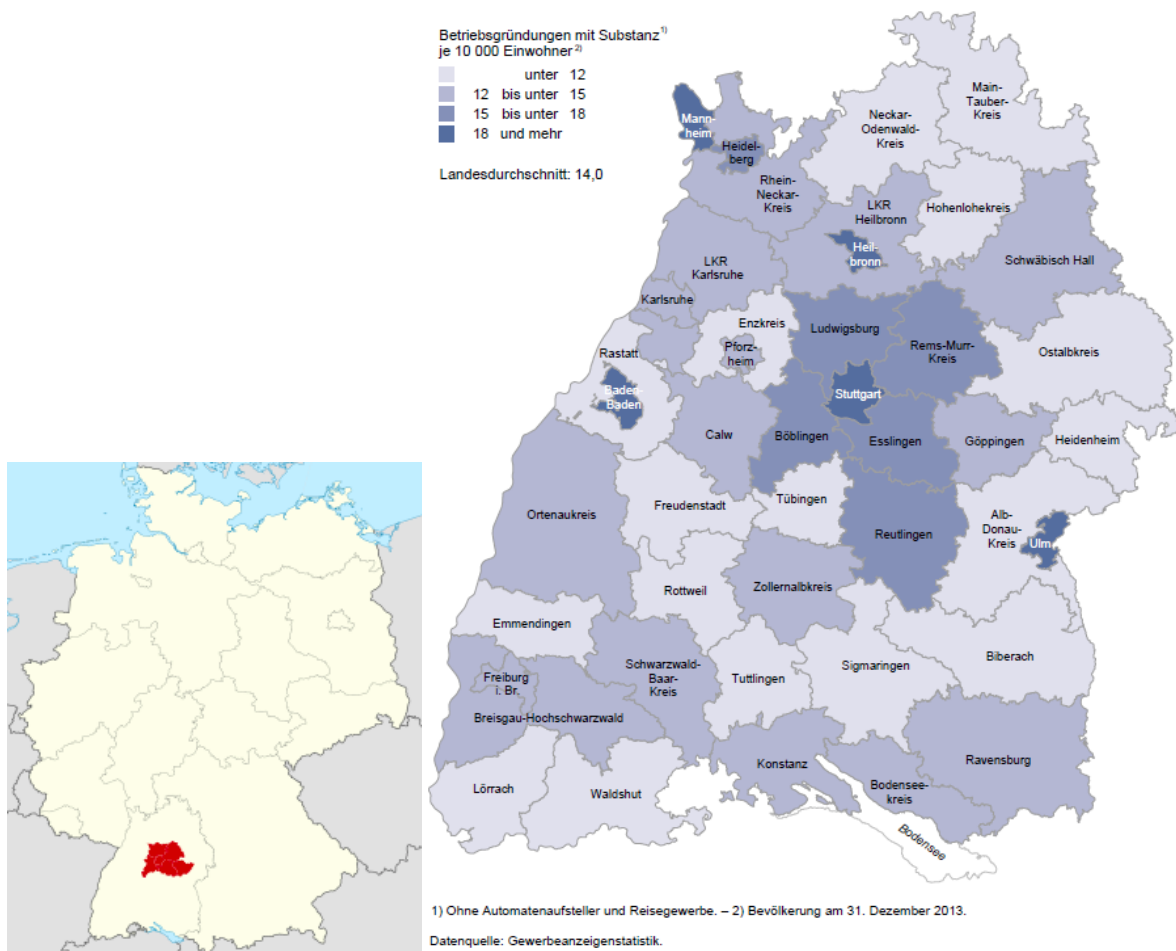 Betriebsgründungen mit Substanz 1)
je 10 000 Einwohner 2)
unter 12
12 bis unter 15
15 bis unter 18
18 und mehr
Landesdurchschnitt: 14,0
Main-
Tauber-
Kreis
Neckar-
Odenwald-
Kreis
Mann-
heim
Heidel-
berg
Rhein-
Neckar-
Kreis
LKR
Heilbronn
Hohenlohekreis
Heil-
bronn
Schwäbisch Hall
LKR
Karlsruhe
Karlsruhe
Enzkreis
Ludwigsburg
Pforz-
heim
Rems-Murr-
Kreis
Ostalbkreis
Rastatt
Baden-
Baden
Stuttgart
Calw
Böblingen
Esslingen
Göppingen
Heidenheim
Ortenaukreis
Freudenstadt
Tübingen
Reutlingen
Alb-
Donau-
Kreis
Ulm
Rottweil
Zollernalbkreis
Emmendingen
Biberach
Freiburg
i. Br.
Schwarzwald-
Baar-
Kreis
Tuttlingen
Sigmaringen
Breisgau-Hochschwarzwald
Konstanz
Ravensburg
Lörrach
Waldshut
Bodensee-
kreis
Bodensee
1) Ohne Automatenaufsteller und Reisegewerbe. – 2) Bevölkerung am 31. Dezember 2013.
Datenquelle: Gewerbeanzeigenstatistik.